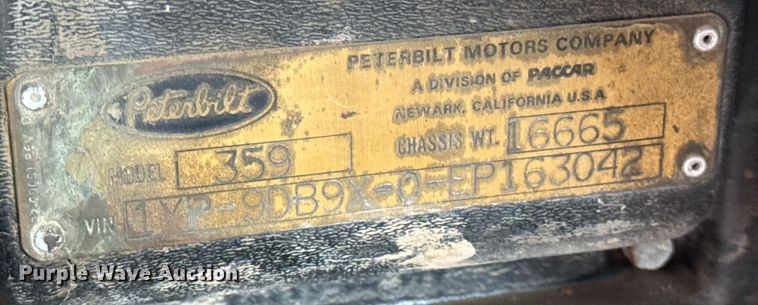 PETERBILT MOTORS COMPANY
A DIVISION OF PACCAR
NEWARK, CALIFORNIA U.S.A
Peterbilt
MODEL 359
CHASSIS WT. 16665
VIN 1XP-9DB9X-0-EP163042
Purple Wave Auction